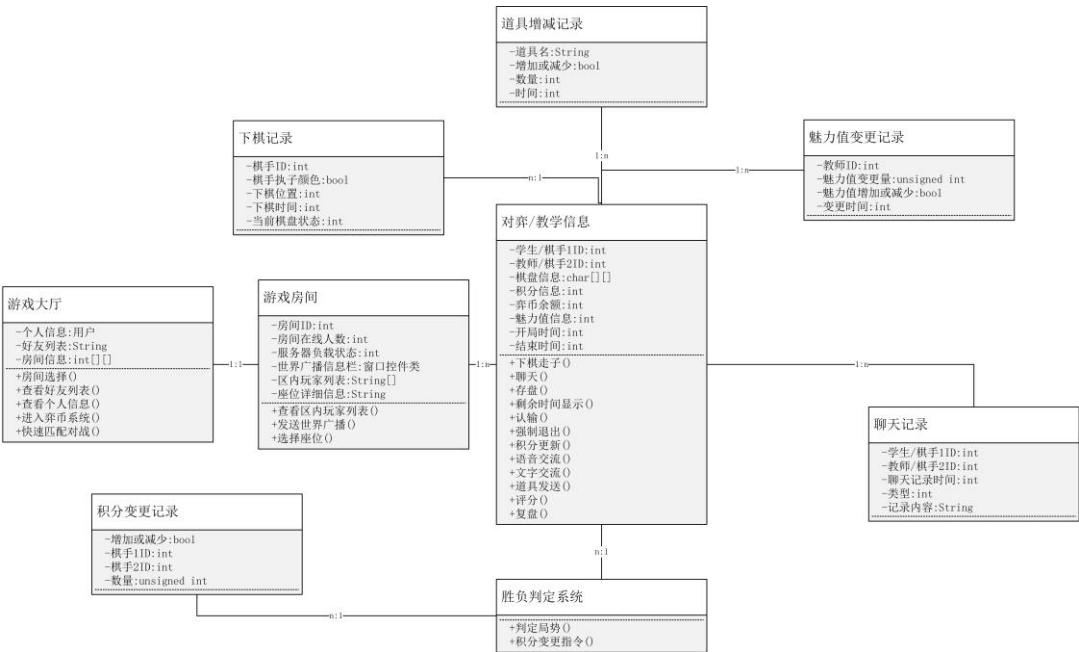 道具增减记录
-道具名:String
-增加或减少:bool
-数量:int
-时间:int
下棋记录
-棋手ID:int
-棋手执子颜色:bool
-下棋位置:int
-下棋时间:int
-当前棋盘状态:int
魅力值变更记录
-教师ID:int
-魅力值变更量:unsigned int
-魅力值增加或减少:bool
-变更时间:int
1:n
1:n
n:1
对弈/教学信息
-学生/棋手1ID:int
-教师/棋手2ID:int
-棋盘信息:char[][]
-积分信息:int
-弈币余额:int
-魅力值信息:int
-开局时间:int
-结束时间:int
+下棋走子()
+聊天()
+存盘()
+剩余时间显示()
+认输()
+强制退出()
+积分更新()
+语音交流()
+文字交流()
+道具发送()
+评分()
+复盘()
游戏大厅
-个人信息:用户
-好友列表:String
-房间信息:int[][]
+房间选择()
+查看好友列表()
+查看个人信息()
+进入弈币系统()
+快速匹配对战()
1:1
游戏房间
-房间ID:int
-房间在线人数:int
-服务器负载状态:int
-世界广播信息栏:窗口控件类
-区内玩家列表:String[]
-座位详细信息:String
+查看区内玩家列表()
+发送世界广播()
+选择座位()
1:n
1:n
聊天记录
-学生/棋手1ID:int
-教师/棋手2ID:int
-聊天记录时间:int
-类型:int
-记录内容:String
积分变更记录
-增加或减少:bool
-棋手1ID:int
-棋手2ID:int
-数量:unsigned int
n:1
n:1
胜负判定系统
+判定局势()
+积分变更指令()